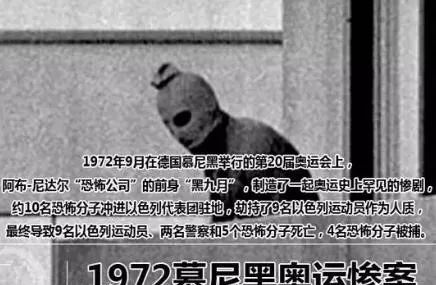 1972年9月在德国慕尼黑举行的第20届奥运会上，
阿布-尼达尔“恐怖公司”的前身“黑九月”，制造了一起奥运史上罕见的惨剧，
约10名恐怖分子冲进以色列代表团驻地，劫持了9名以色列运动员作为人质，
最终导致9名以色列运动员、两名警察和5个恐怖分子死亡，4名恐怖分子被捕。
1972慕尼黑奥运惨案